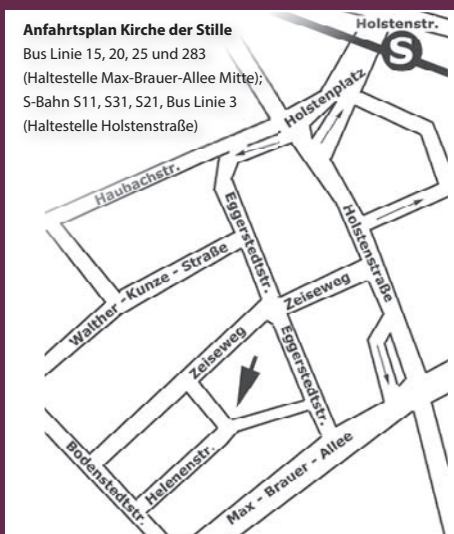 Anfahrtsplan Kirche der Stille
Bus Linie 15, 20, 25 und 283
(Haltestelle Max-Brauer-Allee Mitte);
S-Bahn S11, S31, S21, Bus Linie 3
(Haltestelle Holstenstraße)
Holstenstr.
S
Holstenplatz
Haubachstr.
Eggerstedtstr.
Holstenstraße
Walther-Kunze-Straße
Zeiseweg
Zeiseweg
Eggerstedtstr.
Helenenstr.
Bodenstedtstr.
Max-Brauer-Allee